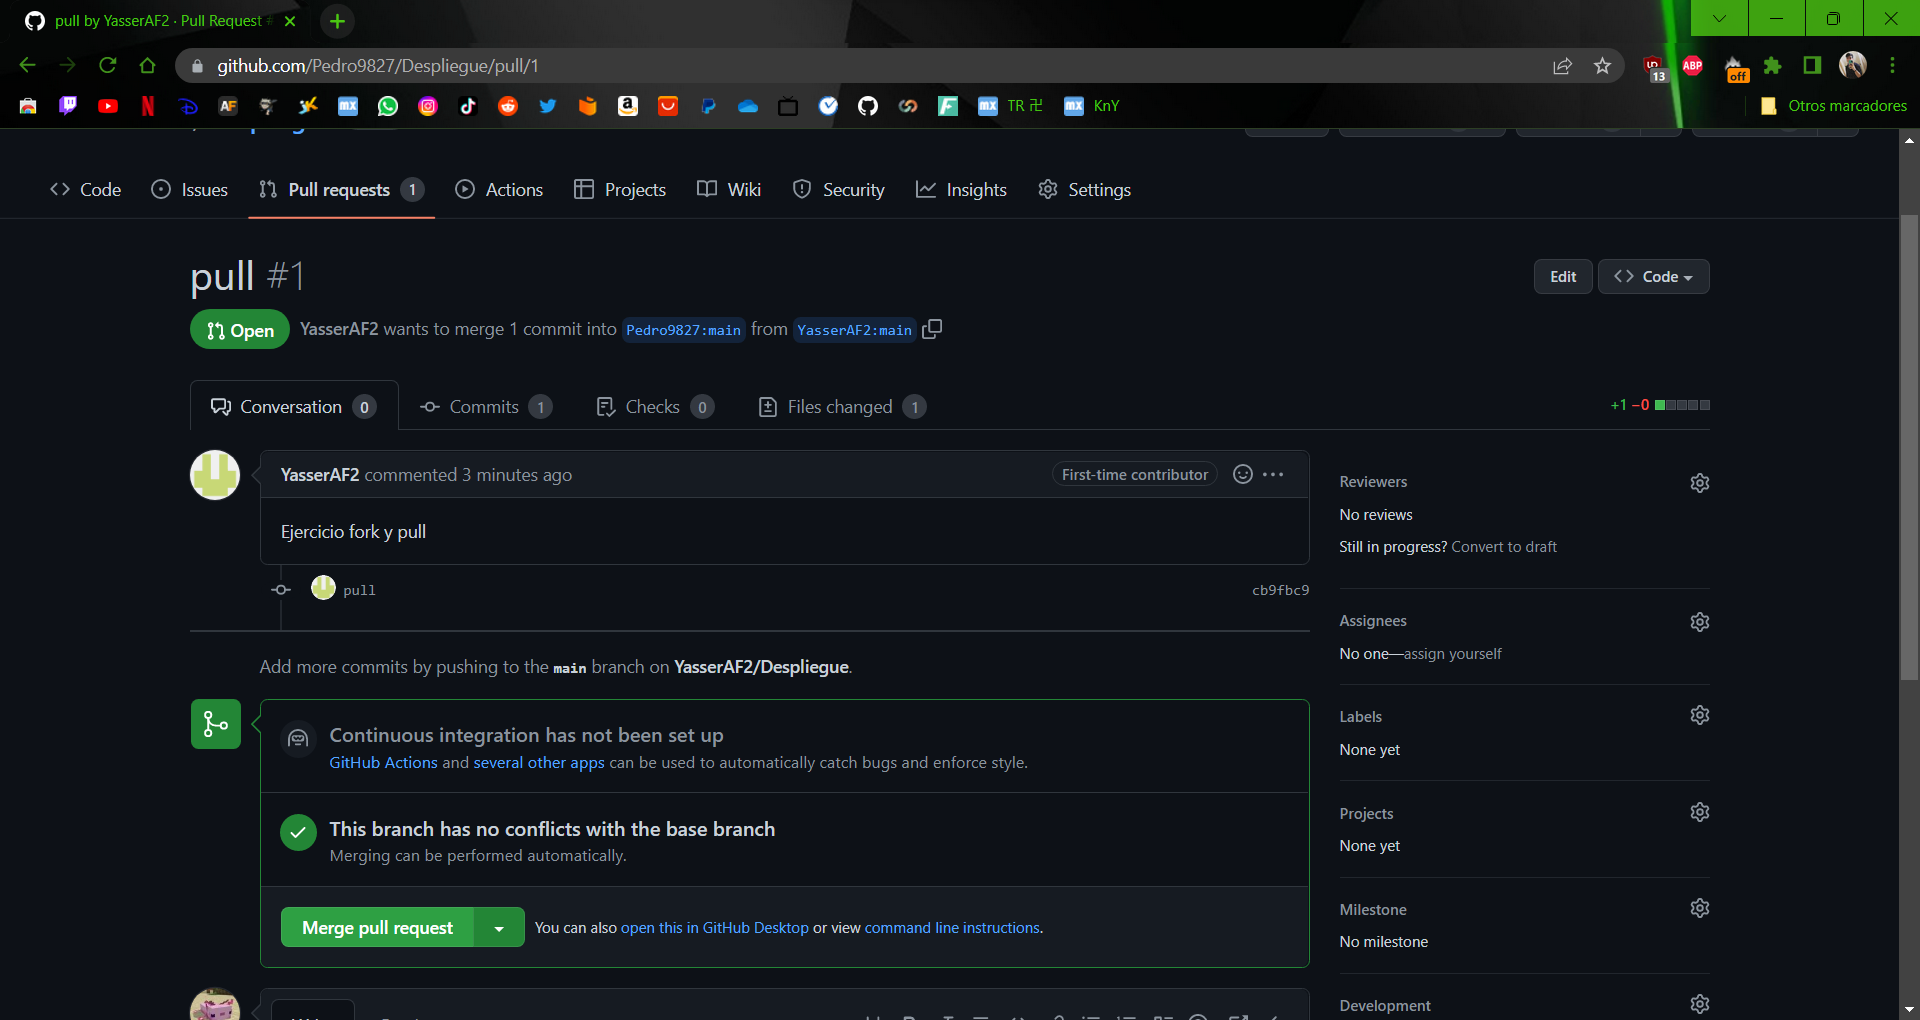 pull by YasserAF2 · Pull Request #
github.com/Pedro9827/Despliegue/pull/1
13
ABP
off
AF
mx
mx TR 卍
mx KnY
Otros marcadores
Code
Issues
Pull requests 1
Actions
Projects
Wiki
Security
Insights
Settings
pull #1
Edit
Code
Open
YasserAF2 wants to merge 1 commit into Pedro9827:main from YasserAF2:main
Conversation 0
Commits 1
Checks 0
Files changed 1
+1 −0
YasserAF2 commented 3 minutes ago
First-time contributor
Ejercicio fork y pull
pull
cb9fbc9
Add more commits by pushing to the main branch on YasserAF2/Despliegue.
Continuous integration has not been set up
GitHub Actions and several other apps can be used to automatically catch bugs and enforce style.
This branch has no conflicts with the base branch
Merging can be performed automatically.
Merge pull request
You can also open this in GitHub Desktop or view command line instructions.
Reviewers
No reviews
Still in progress? Convert to draft
Assignees
No one—assign yourself
Labels
None yet
Projects
None yet
Milestone
No milestone
Development